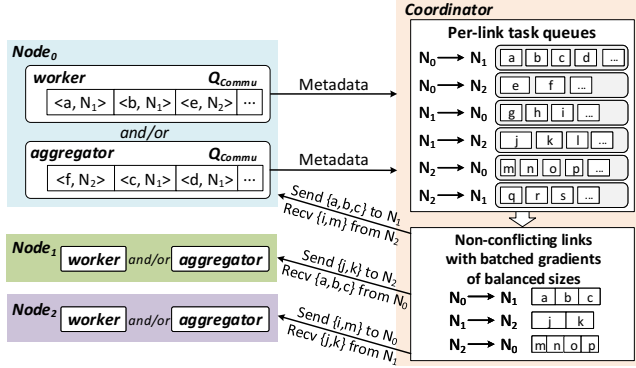 Coordinator
Per-link task queues
N0 → N1 a b c d ...
N0 → N2 e f ...
N1 → N0 g h i ...
N1 → N2 j k l ...
N2 → N0 m n o p ...
N2 → N1 q r s ...
Node0
worker QCommu
<a, N1> <b, N1> <e, N2> ...
and/or
aggregator QCommu
<f, N2> <c, N1> <d, N1> ...
Metadata
Metadata
Send {a,b,c} to N1
Recv {i,m} from N2
Node1
worker and/or aggregator
Send {j,k} to N2
Recv {a,b,c} from N0
Node2
worker and/or aggregator
Send {i,m} to N0
Recv {j,k} from N1
Non-conflicting links
with batched gradients
of balanced sizes
N0 → N1 a b c
N1 → N2 j k
N2 → N0 m n o p